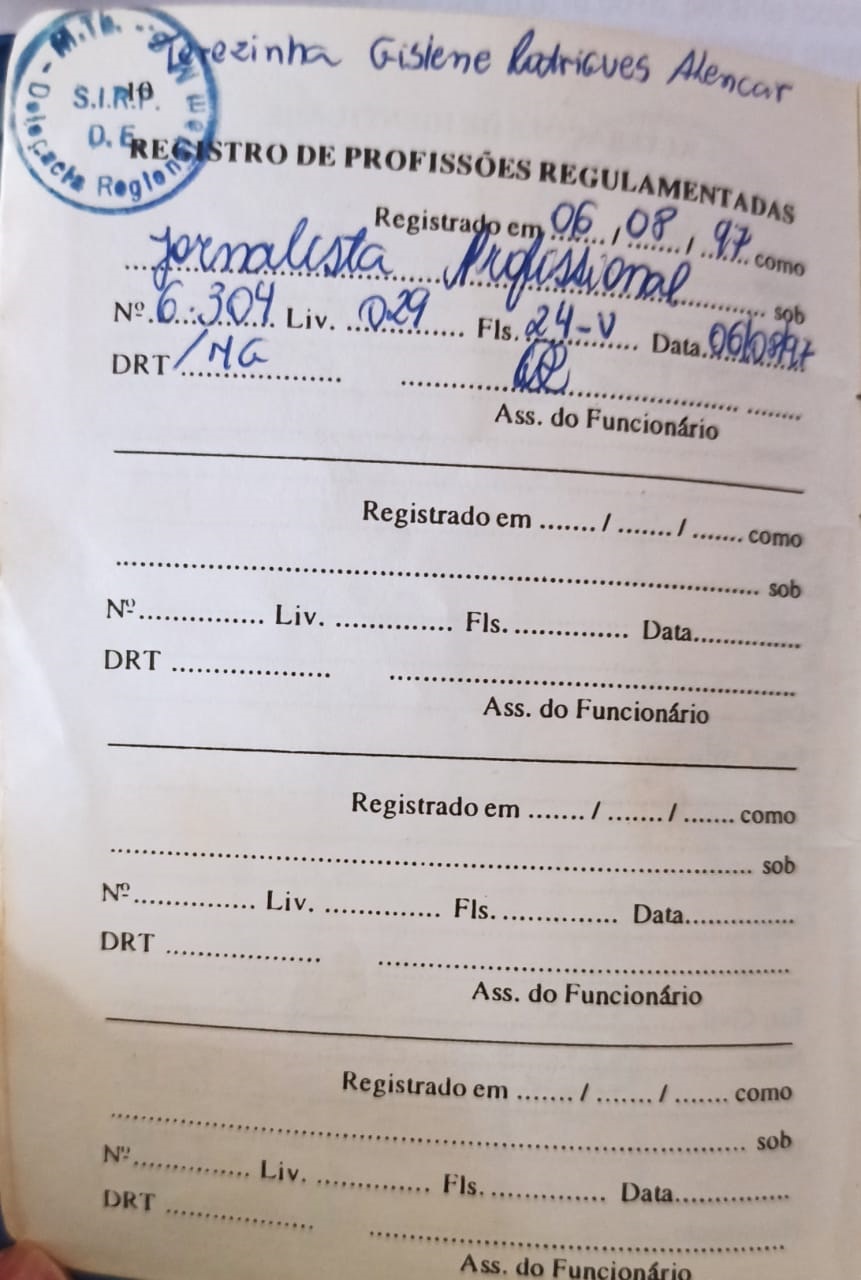 Terezinha Gislene Rodrigues Alencar
M.Tb. - Delegacia Regional
S.I.R.P.
D. E.
10
REGISTRO DE PROFISSÕES REGULAMENTADAS
Registrado em 06 / 08 / 97 como
Jornalista Profissional sob
Nº. 6.304 Liv. 029 Fls. 24-V Data. 06/08/97
DRT /MG
Ass. do Funcionário
Registrado em ....... / ....... / ....... como
.......................................................................... sob
Nº............... Liv. .............. Fls. .............. Data.............
DRT ................... ..................................................
Ass. do Funcionário
Registrado em ....... / ....... / ....... como
.......................................................................... sob
Nº............... Liv. .............. Fls. .............. Data.............
DRT ................... ..................................................
Ass. do Funcionário
Registrado em ....... / ....... / ....... como
.......................................................................... sob
Nº............... Liv. .............. Fls. .............. Data.............
DRT ................... ..................................................
Ass. do Funcionário